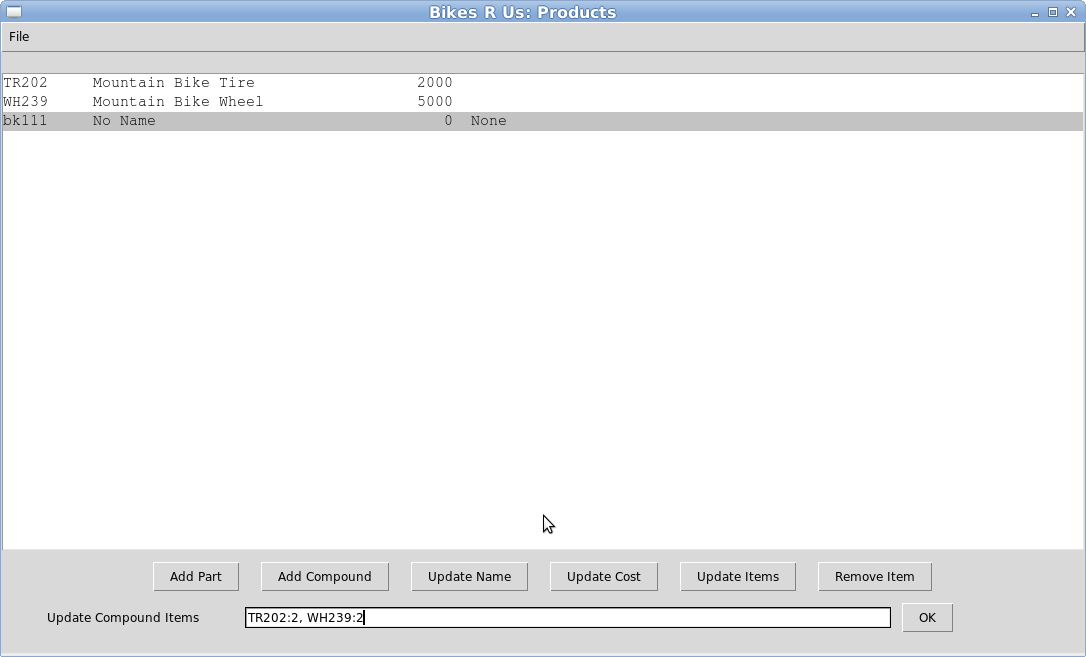 Bikes R Us: Products
File
TR202 Mountain Bike Tire 2000
WH239 Mountain Bike Wheel 5000
bk111 No Name 0 None
Add Part Add Compound Update Name Update Cost Update Items Remove Item
Update Compound Items TR202:2, WH239:2 OK